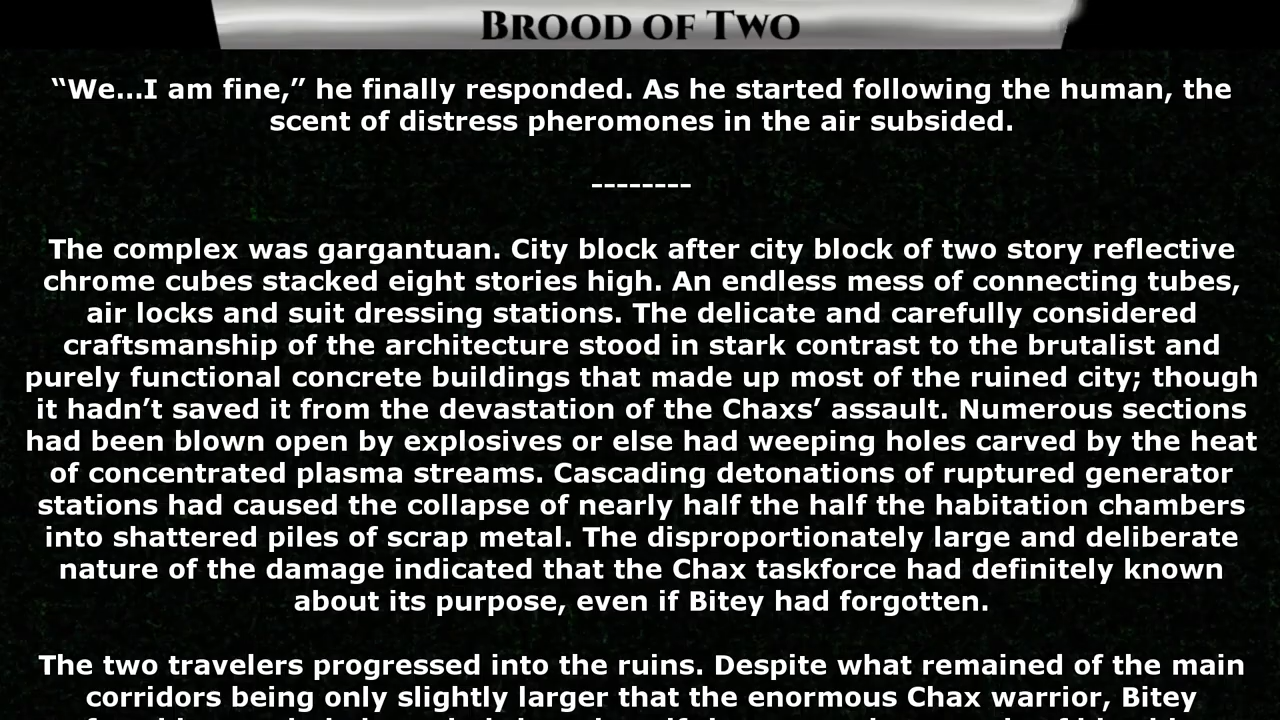 Brood of Two
“We...I am fine,” he finally responded. As he started following the human, the
scent of distress pheromones in the air subsided.
--------
The complex was gargantuan. City block after city block of two story reflective
chrome cubes stacked eight stories high. An endless mess of connecting tubes,
air locks and suit dressing stations. The delicate and carefully considered
craftsmanship of the architecture stood in stark contrast to the brutalist and
purely functional concrete buildings that made up most of the ruined city; though
it hadn’t saved it from the devastation of the Chaxs’ assault. Numerous sections
had been blown open by explosives or else had weeping holes carved by the heat
of concentrated plasma streams. Cascading detonations of ruptured generator
stations had caused the collapse of nearly half the half the habitation chambers
into shattered piles of scrap metal. The disproportionately large and deliberate
nature of the damage indicated that the Chax taskforce had definitely known
about its purpose, even if Bitey had forgotten.
The two travelers progressed into the ruins. Despite what remained of the main
corridors being only slightly larger that the enormous Chax warrior, Bitey